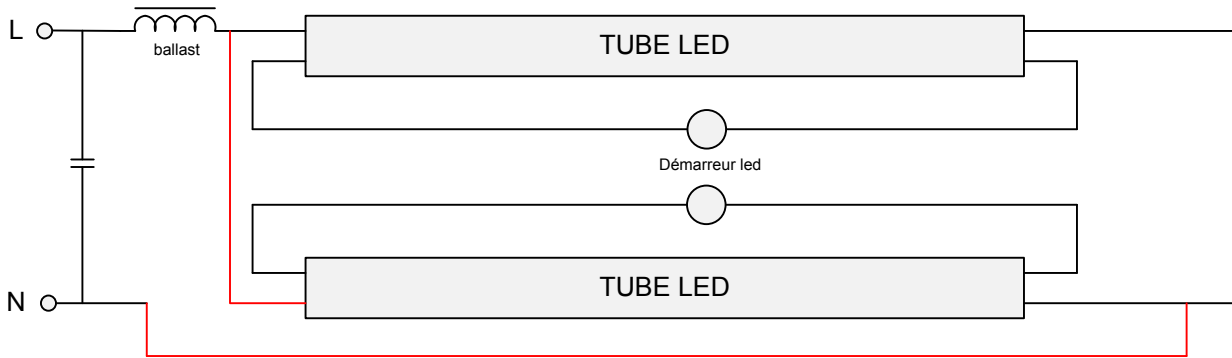 L
ballast
TUBE LED
Démarreur led
TUBE LED
N